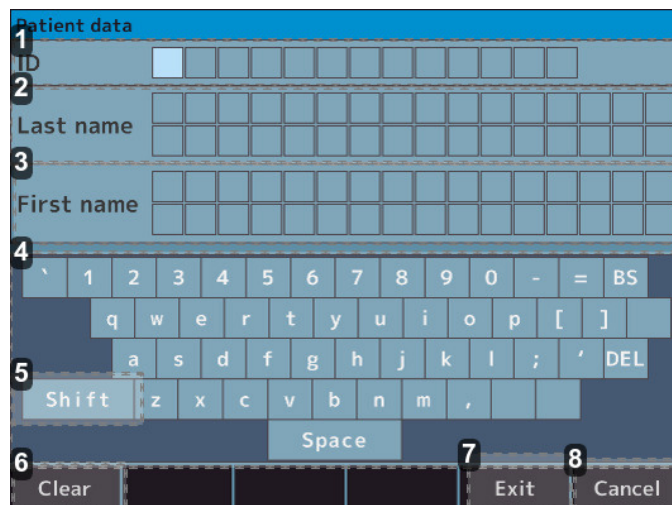 Patient data
1
ID
2
Last name
3
First name
4
` 1 2 3 4 5 6 7 8 9 0 - = BS
q w e r t y u i o p [ ]
a s d f g h j k l ; ' DEL
5
Shift z x c v b n m ,
Space
6 7 8
Clear Exit Cancel